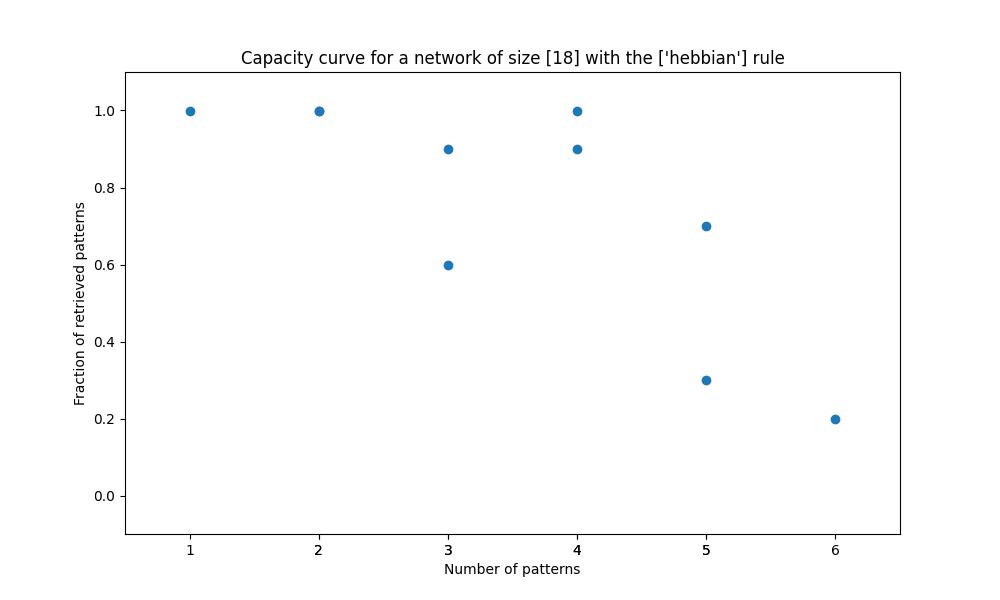 Capacity curve for a network of size [18] with the ['hebbian'] rule
Fraction of retrieved patterns
1.0
0.8
0.6
0.4
0.2
0.0
1 2 3 4 5 6
Number of patterns